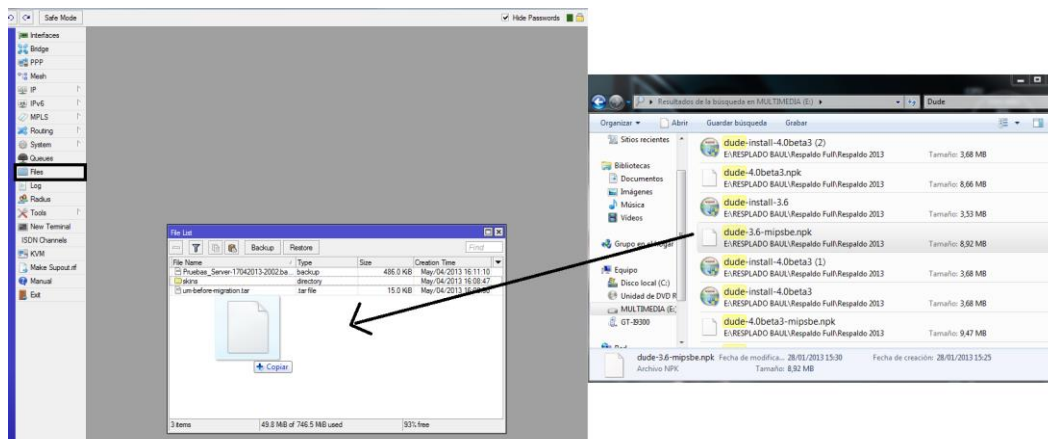 Safe Mode
Hide Passwords
Interfaces
Bridge
PPP
Mesh
IP
IPv6
MPLS
Routing
System
Queues
Files
Log
Radius
Tools
New Terminal
ISDN Channels
KVM
Make Supout.rif
Manual
Exit
File List
Backup
Restore
Find
File Name
Type
Size
Creation Time
Pruebas_Server-17042013-2002.ba... backup 486.0 KiB May/04/2013 16:11:10
skins directory May/04/2013 16:08:47
um-before-migration.tar .tar file 15.0 KiB May/04/2013
Copiar
3 items
49.8 MiB of 746.5 MiB used
93% free
Resultados de la búsqueda en MULTIMEDIA (E:)
Dude
Organizar
Abrir
Guardar búsqueda
Grabar
Sitios recientes
Bibliotecas
Documentos
Imágenes
Música
Vídeos
Grupo en el hogar
Equipo
Disco local (C:)
Unidad de DVD R
MULTIMEDIA (E:)
GT-I9300
Red
dude-install-4.0beta3 (2)
E:\RESPLADO BAUL\Respaldo Full\Respaldo 2013 Tamaño: 3,68 MB
dude-4.0beta3.npk
E:\RESPLADO BAUL\Respaldo Full\Respaldo 2013 Tamaño: 8,66 MB
dude-install-3.6
E:\RESPLADO BAUL\Respaldo Full\Respaldo 2013 Tamaño: 3,53 MB
dude-3.6-mipsbe.npk
E:\RESPLADO BAUL\Respaldo Full\Respaldo 2013 Tamaño: 8,92 MB
dude-install-4.0beta3 (1)
E:\RESPLADO BAUL\Respaldo Full\Respaldo 2013 Tamaño: 3,68 MB
dude-install-4.0beta3
E:\RESPLADO BAUL\Respaldo Full\Respaldo 2013 Tamaño: 3,68 MB
dude-4.0beta3-mipsbe.npk
E:\RESPLADO BAUL\Respaldo Full\Respaldo 2013 Tamaño: 9,47 MB
dude-3.6-mipsbe.npk Fecha de modifica... 28/01/2013 15:30 Fecha de creación: 28/01/2013 15:25
Archivo NPK Tamaño: 8,92 MB